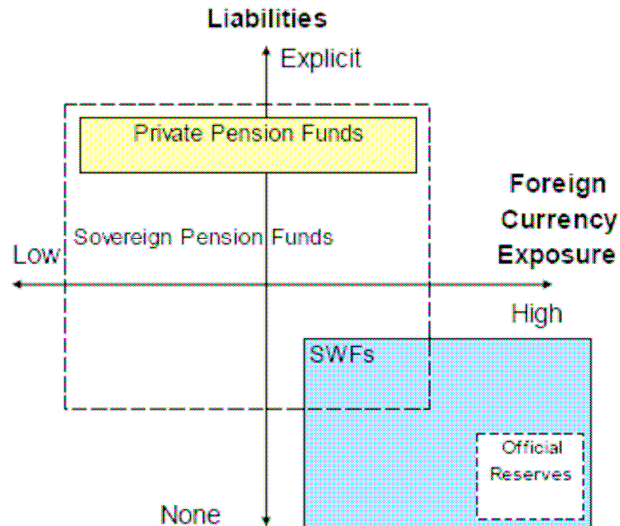 Liabilities
Explicit
Private Pension Funds
Foreign
Currency
Exposure
Sovereign Pension Funds
Low
High
SWFs
Official
Reserves
None